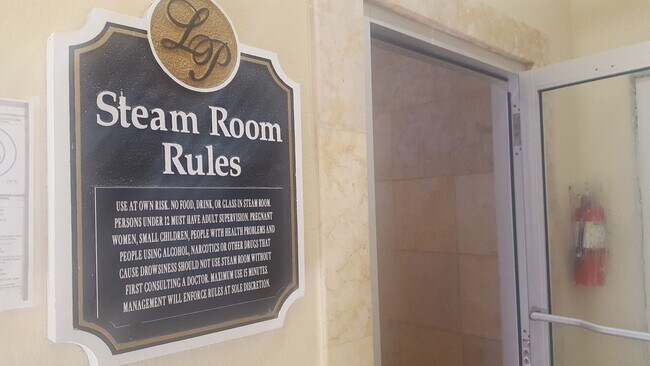 LP
Steam Room
Rules
USE AT OWN RISK. NO FOOD, DRINK, OR GLASS IN STEAM ROOM.
PERSONS UNDER 12 MUST HAVE ADULT SUPERVISION. PREGNANT
WOMEN, SMALL CHILDREN, PEOPLE WITH HEALTH PROBLEMS AND
PEOPLE USING ALCOHOL, NARCOTICS OR OTHER DRUGS THAT
CAUSE DROWSINESS SHOULD NOT USE STEAM ROOM WITHOUT
FIRST CONSULTING A DOCTOR. MAXIMUM USE 15 MINUTES.
MANAGEMENT WILL ENFORCE RULES AT SOLE DISCRETION.